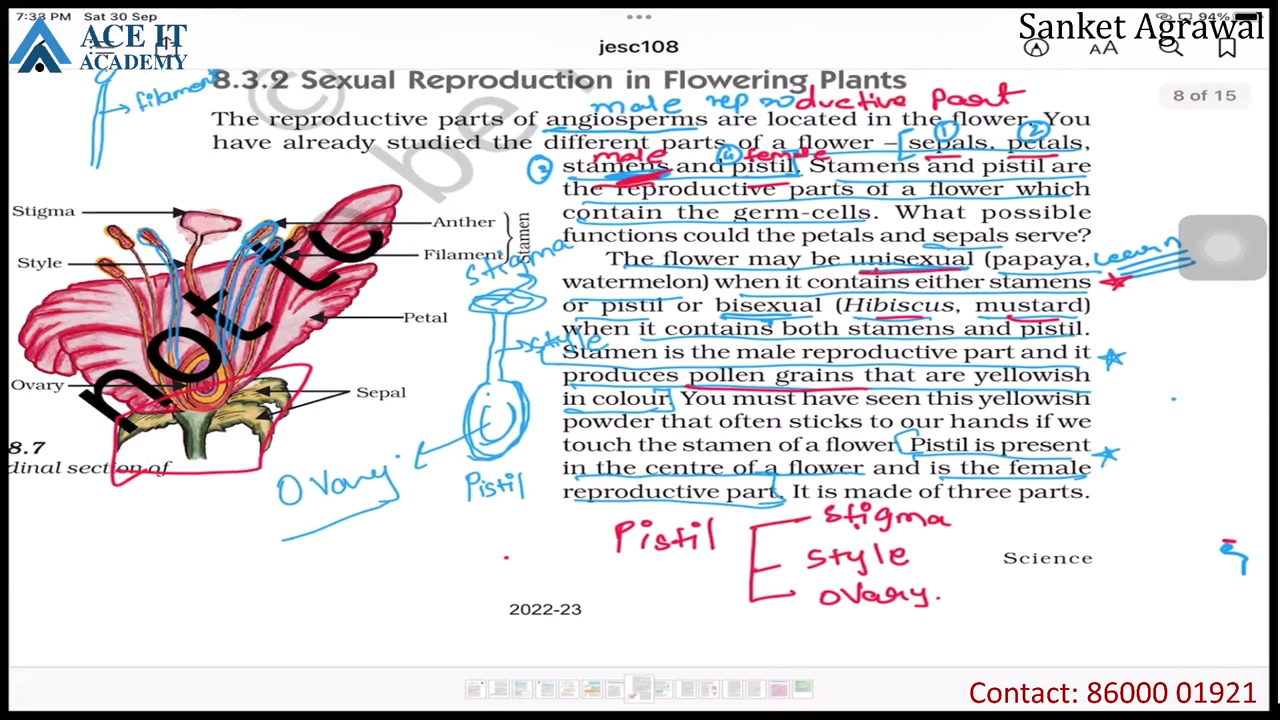 7:33 PM Sat 30 Sep
94%
Sanket Agrawal
ACE IT
ACADEMY
jesc108
AA
8 of 15
8.3.2 Sexual Reproduction in Flowering Plants
filament
male reproductive Part
The reproductive parts of angiosperms are located in the flower. You
have already studied the different parts of a flower – sepals, petals,
1 2
male 4 female
3
stamens and pistil. Stamens and pistil are
the reproductive parts of a flower which
contain the germ-cells. What possible
functions could the petals and sepals serve?
The flower may be unisexual (papaya,
learn
watermelon) when it contains either stamens
or pistil or bisexual (Hibiscus, mustard)
when it contains both stamens and pistil.
Stamen is the male reproductive part and it
produces pollen grains that are yellowish
in colour. You must have seen this yellowish
powder that often sticks to our hands if we
touch the stamen of a flower. Pistil is present
in the centre of a flower and is the female
reproductive part. It is made of three parts.
Stigma
Anther
Filament
Stamen
Style
Petal
Ovary
Sepal
not
8.7
dinal section of
© be
stigma
style
Ovary
Pistil
Pistil
stigma
style
ovary.
Science
2022-23
Contact: 86000 01921